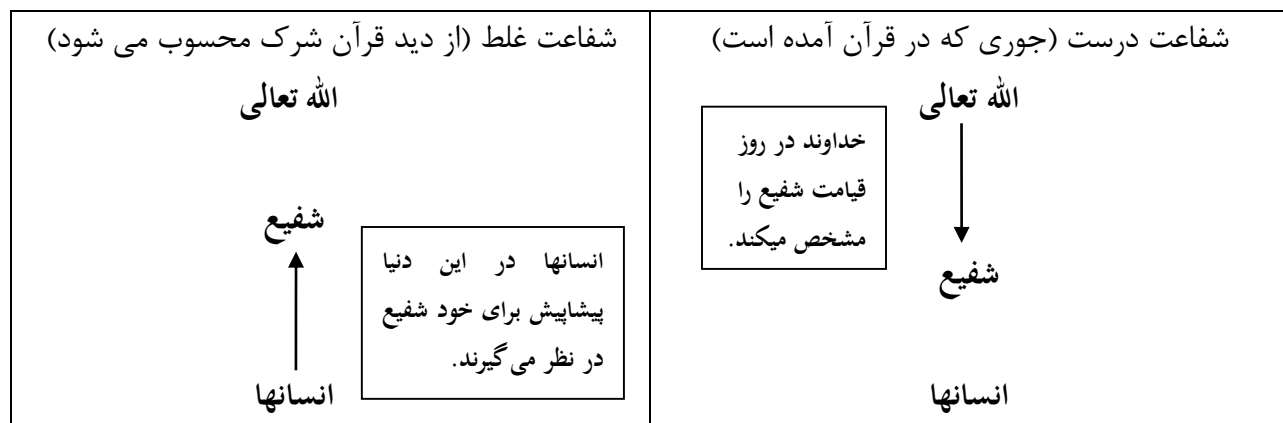 شفاعت درست (جوری که در قرآن آمده است)
الله تعالی
خداوند در روز
قیامت شفیع را
مشخص میکند.
شفیع
انسانها
شفاعت غلط (از دید قرآن شرک محسوب می شود)
الله تعالی
شفیع
انسانها در این دنیا
پیشاپیش برای خود شفیع
در نظر می‌گیرند.
انسانها